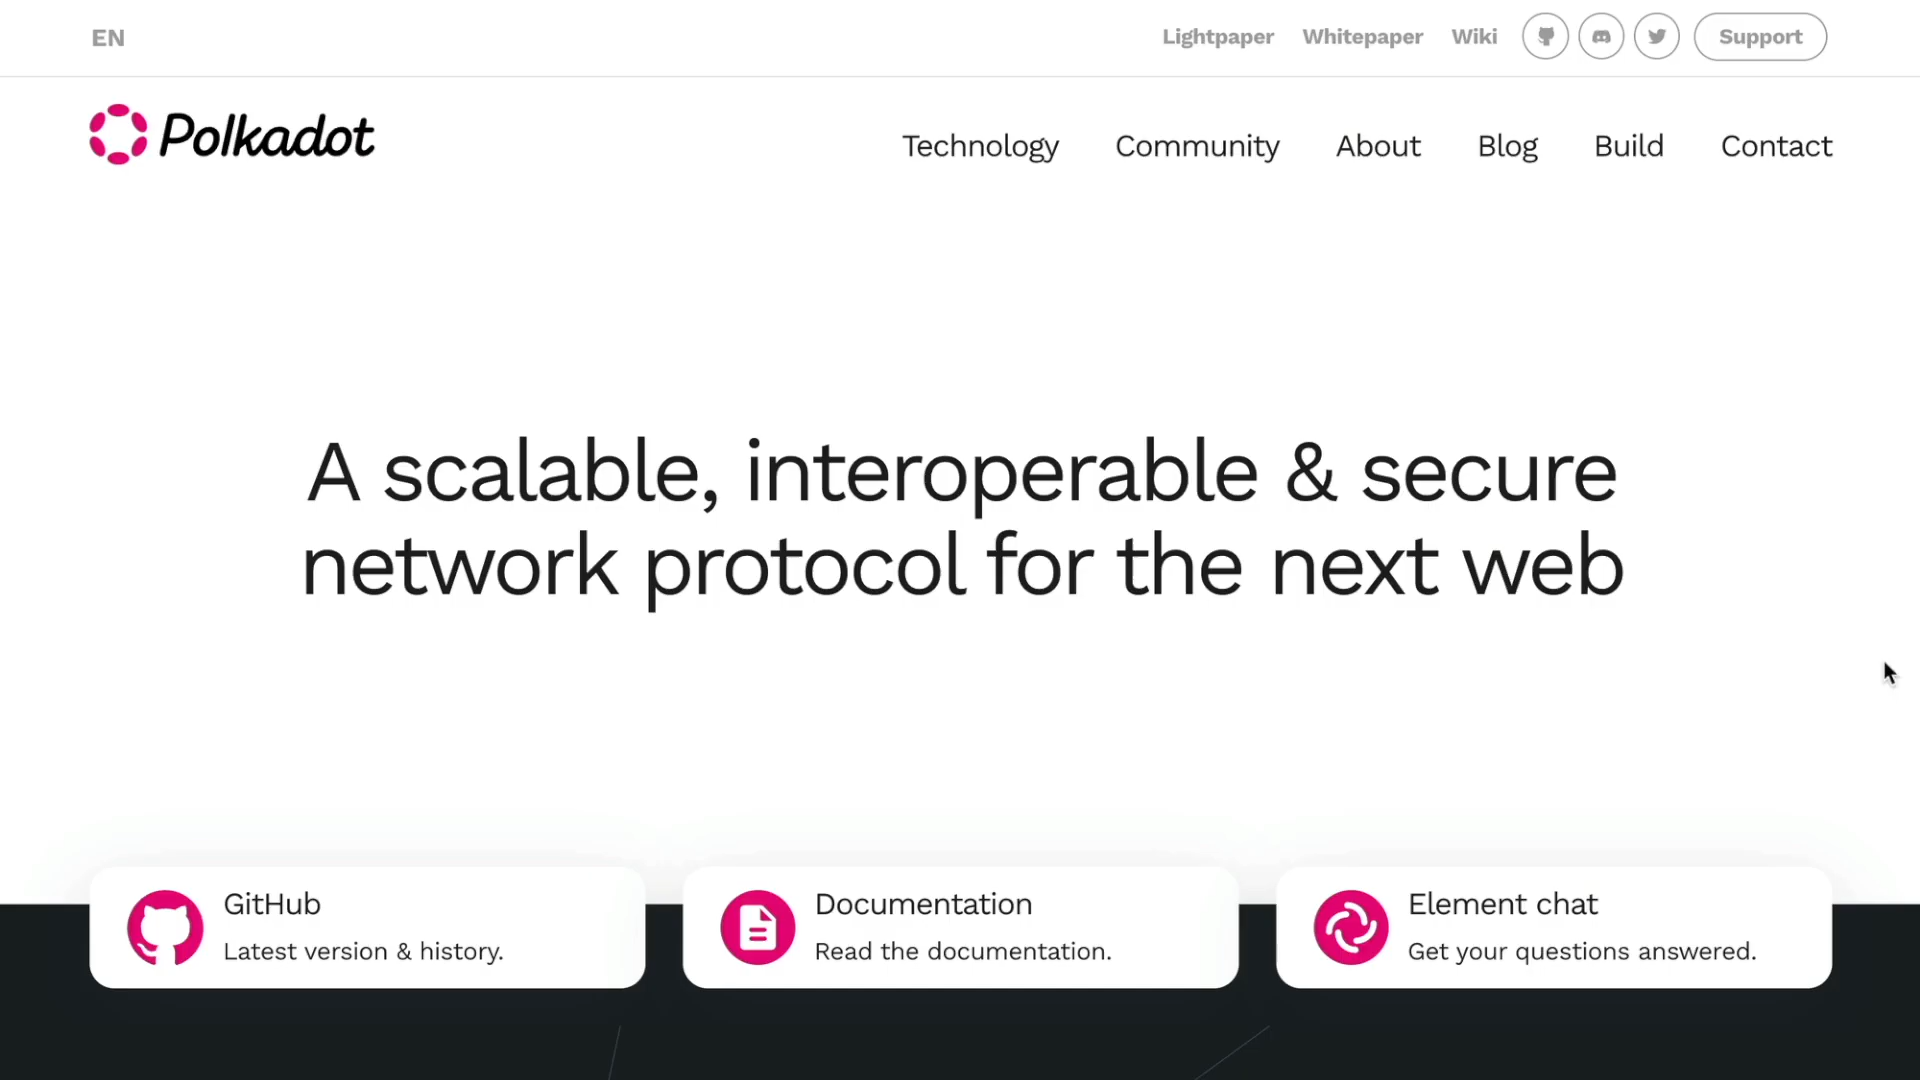 EN
Lightpaper
Whitepaper
Wiki
Support
Polkadot
Technology
Community
About
Blog
Build
Contact
A scalable, interoperable & secure
network protocol for the next web
GitHub
Latest version & history.
Documentation
Read the documentation.
Element chat
Get your questions answered.